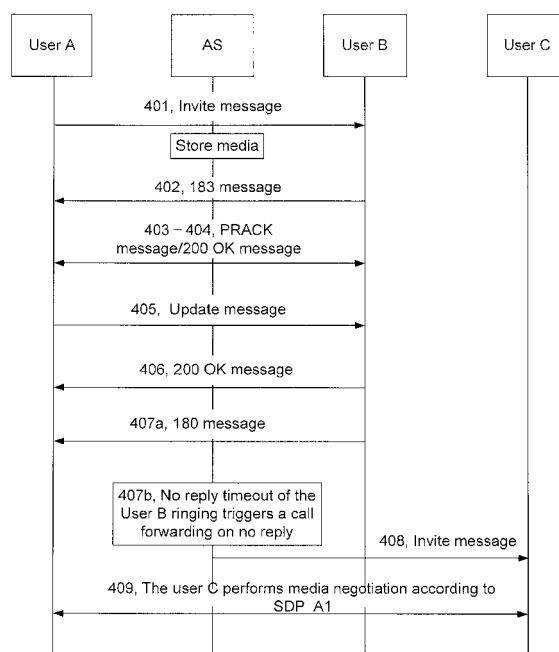 User A
AS
User B
User C
401, Invite message
Store media
402, 183 message
403 – 404, PRACK
message/200 OK message
405, Update message
406, 200 OK message
407a, 180 message
407b, No reply timeout of the
User B ringing triggers a call
forwarding on no reply
408, Invite message
409, The user C performs media negotiation according to
SDP_A1